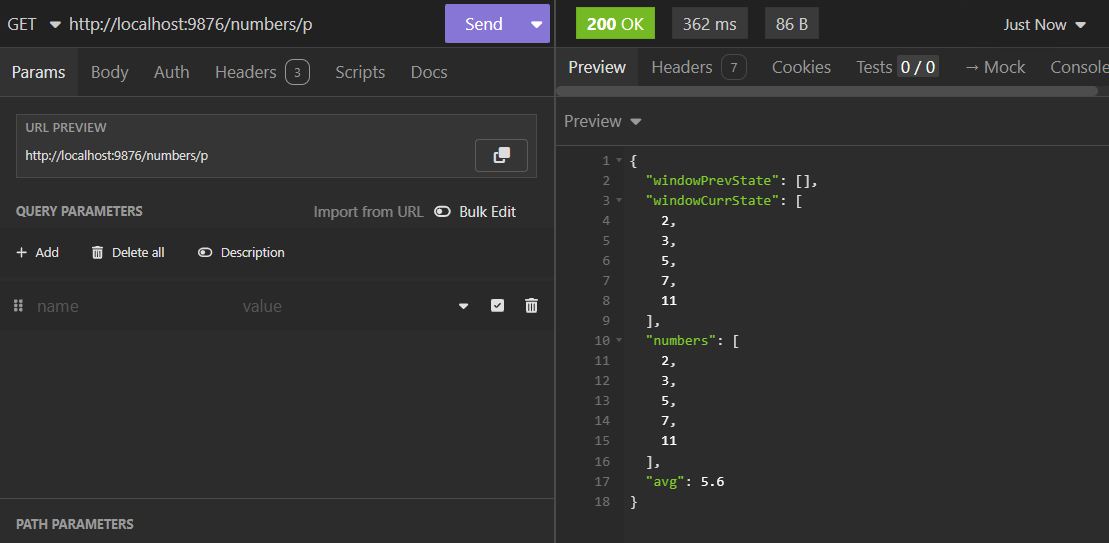 GET http://localhost:9876/numbers/p Send
Params Body Auth Headers 3 Scripts Docs
URL PREVIEW
http://localhost:9876/numbers/p
QUERY PARAMETERS Import from URL Bulk Edit
+ Add Delete all Description
name value
PATH PARAMETERS
200 OK 362 ms 86 B Just Now
Preview Headers 7 Cookies Tests 0 / 0 → Mock Console
Preview
1 {
2 "windowPrevState": [],
3 "windowCurrState": [
4 2,
5 3,
6 5,
7 7,
8 11
9 ],
10 "numbers": [
11 2,
12 3,
13 5,
14 7,
15 11
16 ],
17 "avg": 5.6
18 }